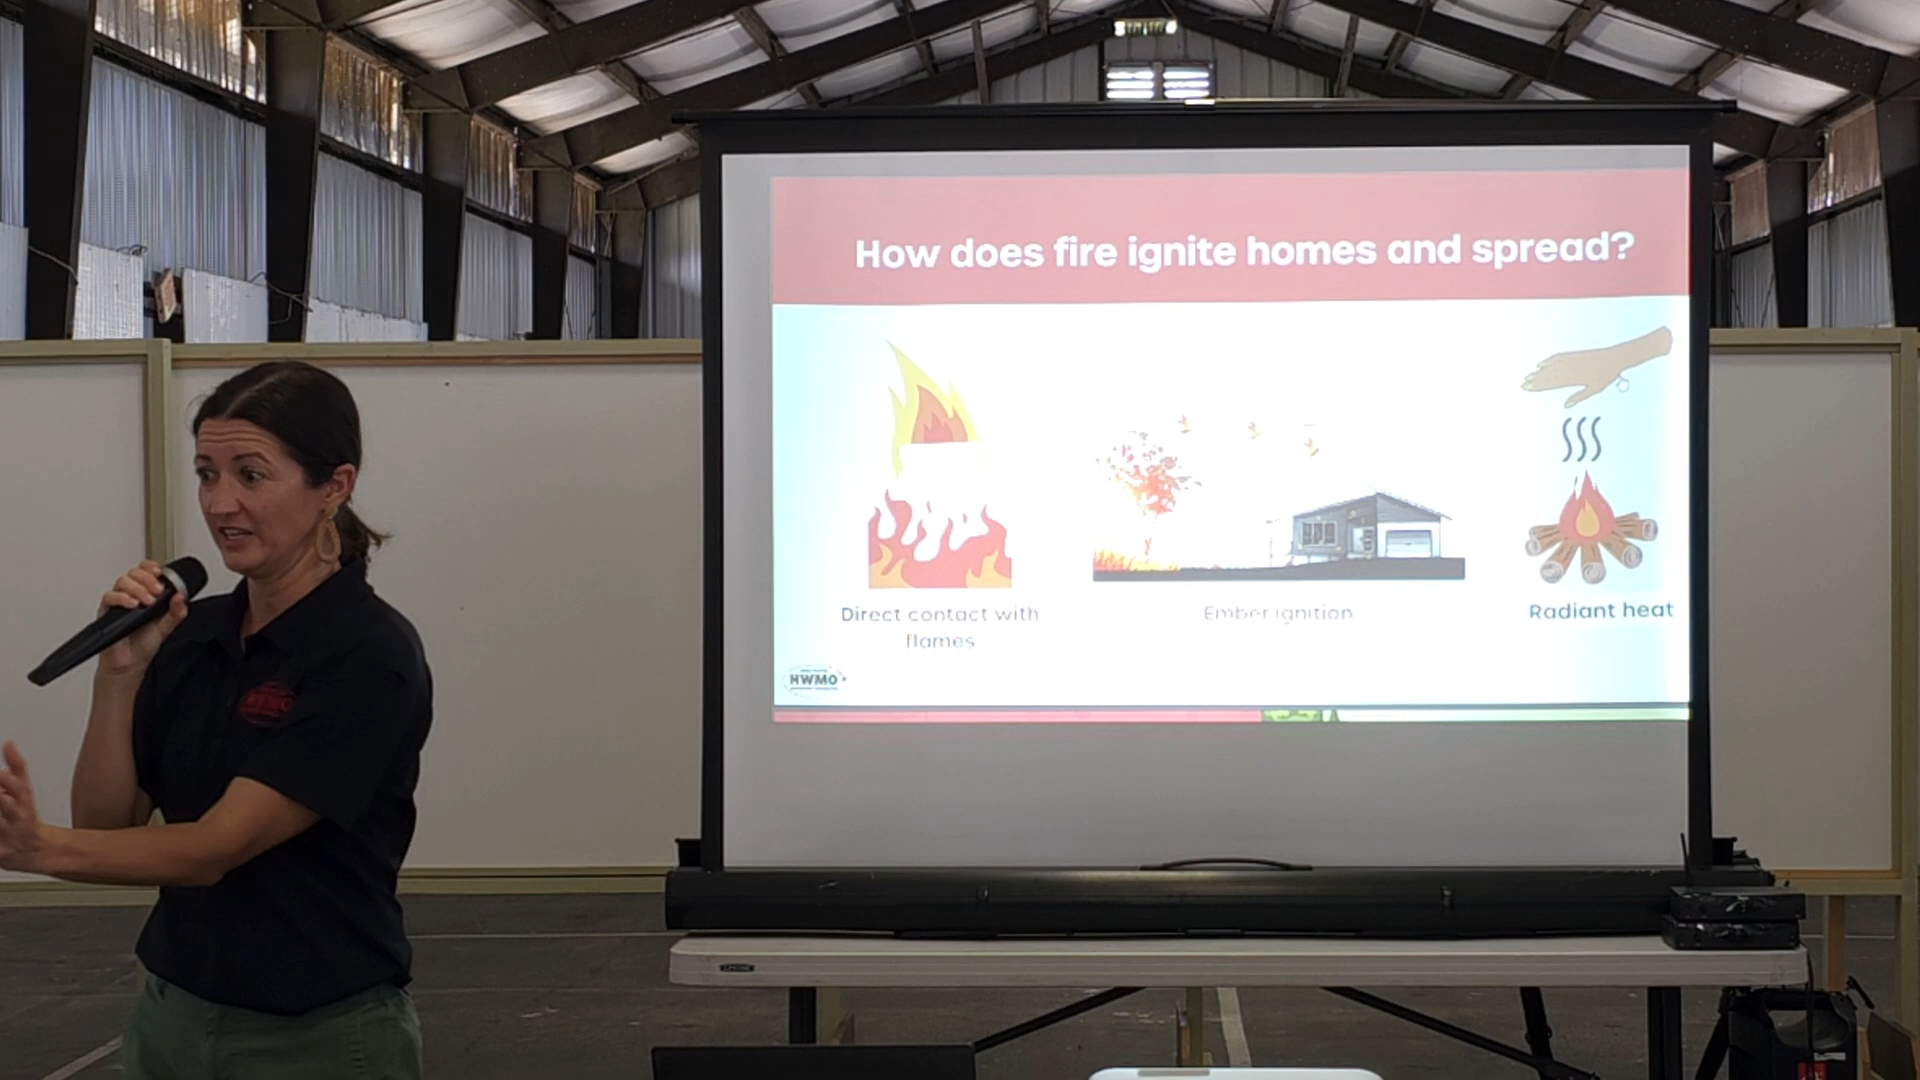 How does fire ignite homes and spread?
Direct contact with
flames
Ember ignition
Radiant heat
HWMO